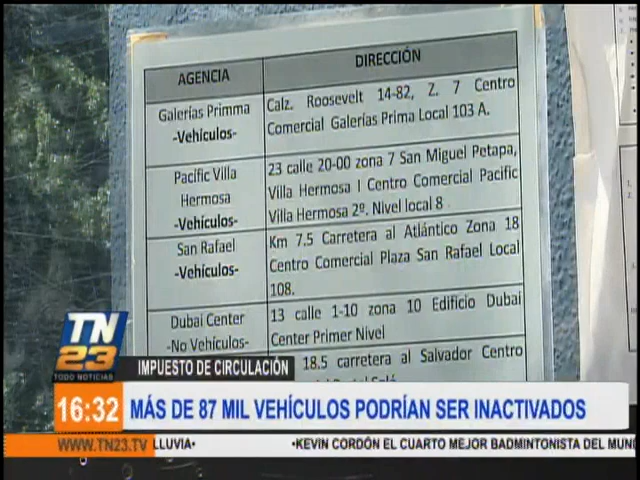 AGENCIA
DIRECCIÓN
Galerías Primma
-Vehículos-
Calz. Roosevelt 14-82, Z. 7 Centro
Comercial Galerías Prima Local 103 A.
Pacific Villa
Hermosa
-Vehículos-
23 calle 20-00 zona 7 San Miguel Petapa,
Villa Hermosa I Centro Comercial Pacific
Villa Hermosa 2º. Nivel local 8
San Rafael
-Vehículos-
Km 7.5 Carretera al Atlántico Zona 18
Centro Comercial Plaza San Rafael Local
108.
Dubai Center
-No Vehículos-
13 calle 1-10 zona 10 Edificio Dubai
Center Primer Nivel
18.5 carretera al Salvador Centro
TN
23
TODO NOTICIAS
IMPUESTO DE CIRCULACIÓN
16:32 MÁS DE 87 MIL VEHÍCULOS PODRÍAN SER INACTIVADOS
WWW.TN23.TV LLUVIA• •KEVIN CORDÓN EL CUARTO MEJOR BADMINTONISTA DEL MUN